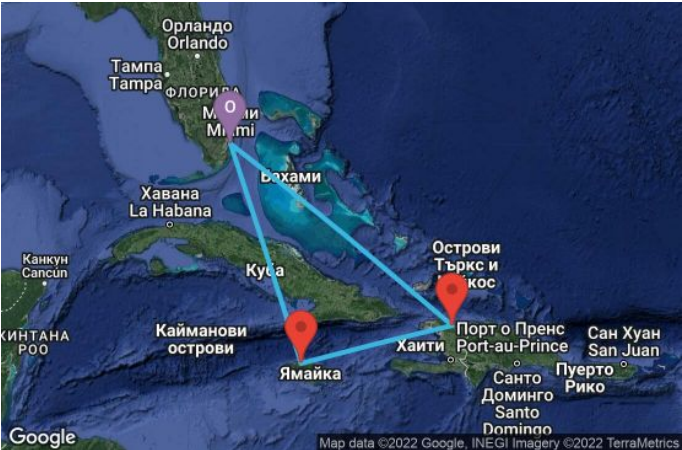 Орландо
Orlando
Тампа
Tampa
ФЛОРИДА
O
Miami
Бахами
Хавана
La Habana
Канкун
Cancún
Куба
Острови
Търкс и
КИНТАНА
РОО
Кайманови
острови
Хаити
Порт о Пренс
Port-au-Prince
Сан Хуан
San Juan
Ямайка
Санто
Доминго
Santo
Domingo
Пуерто
Рико
Google
Map data ©2022 Google, INEGI Imagery ©2022 TerraMetrics